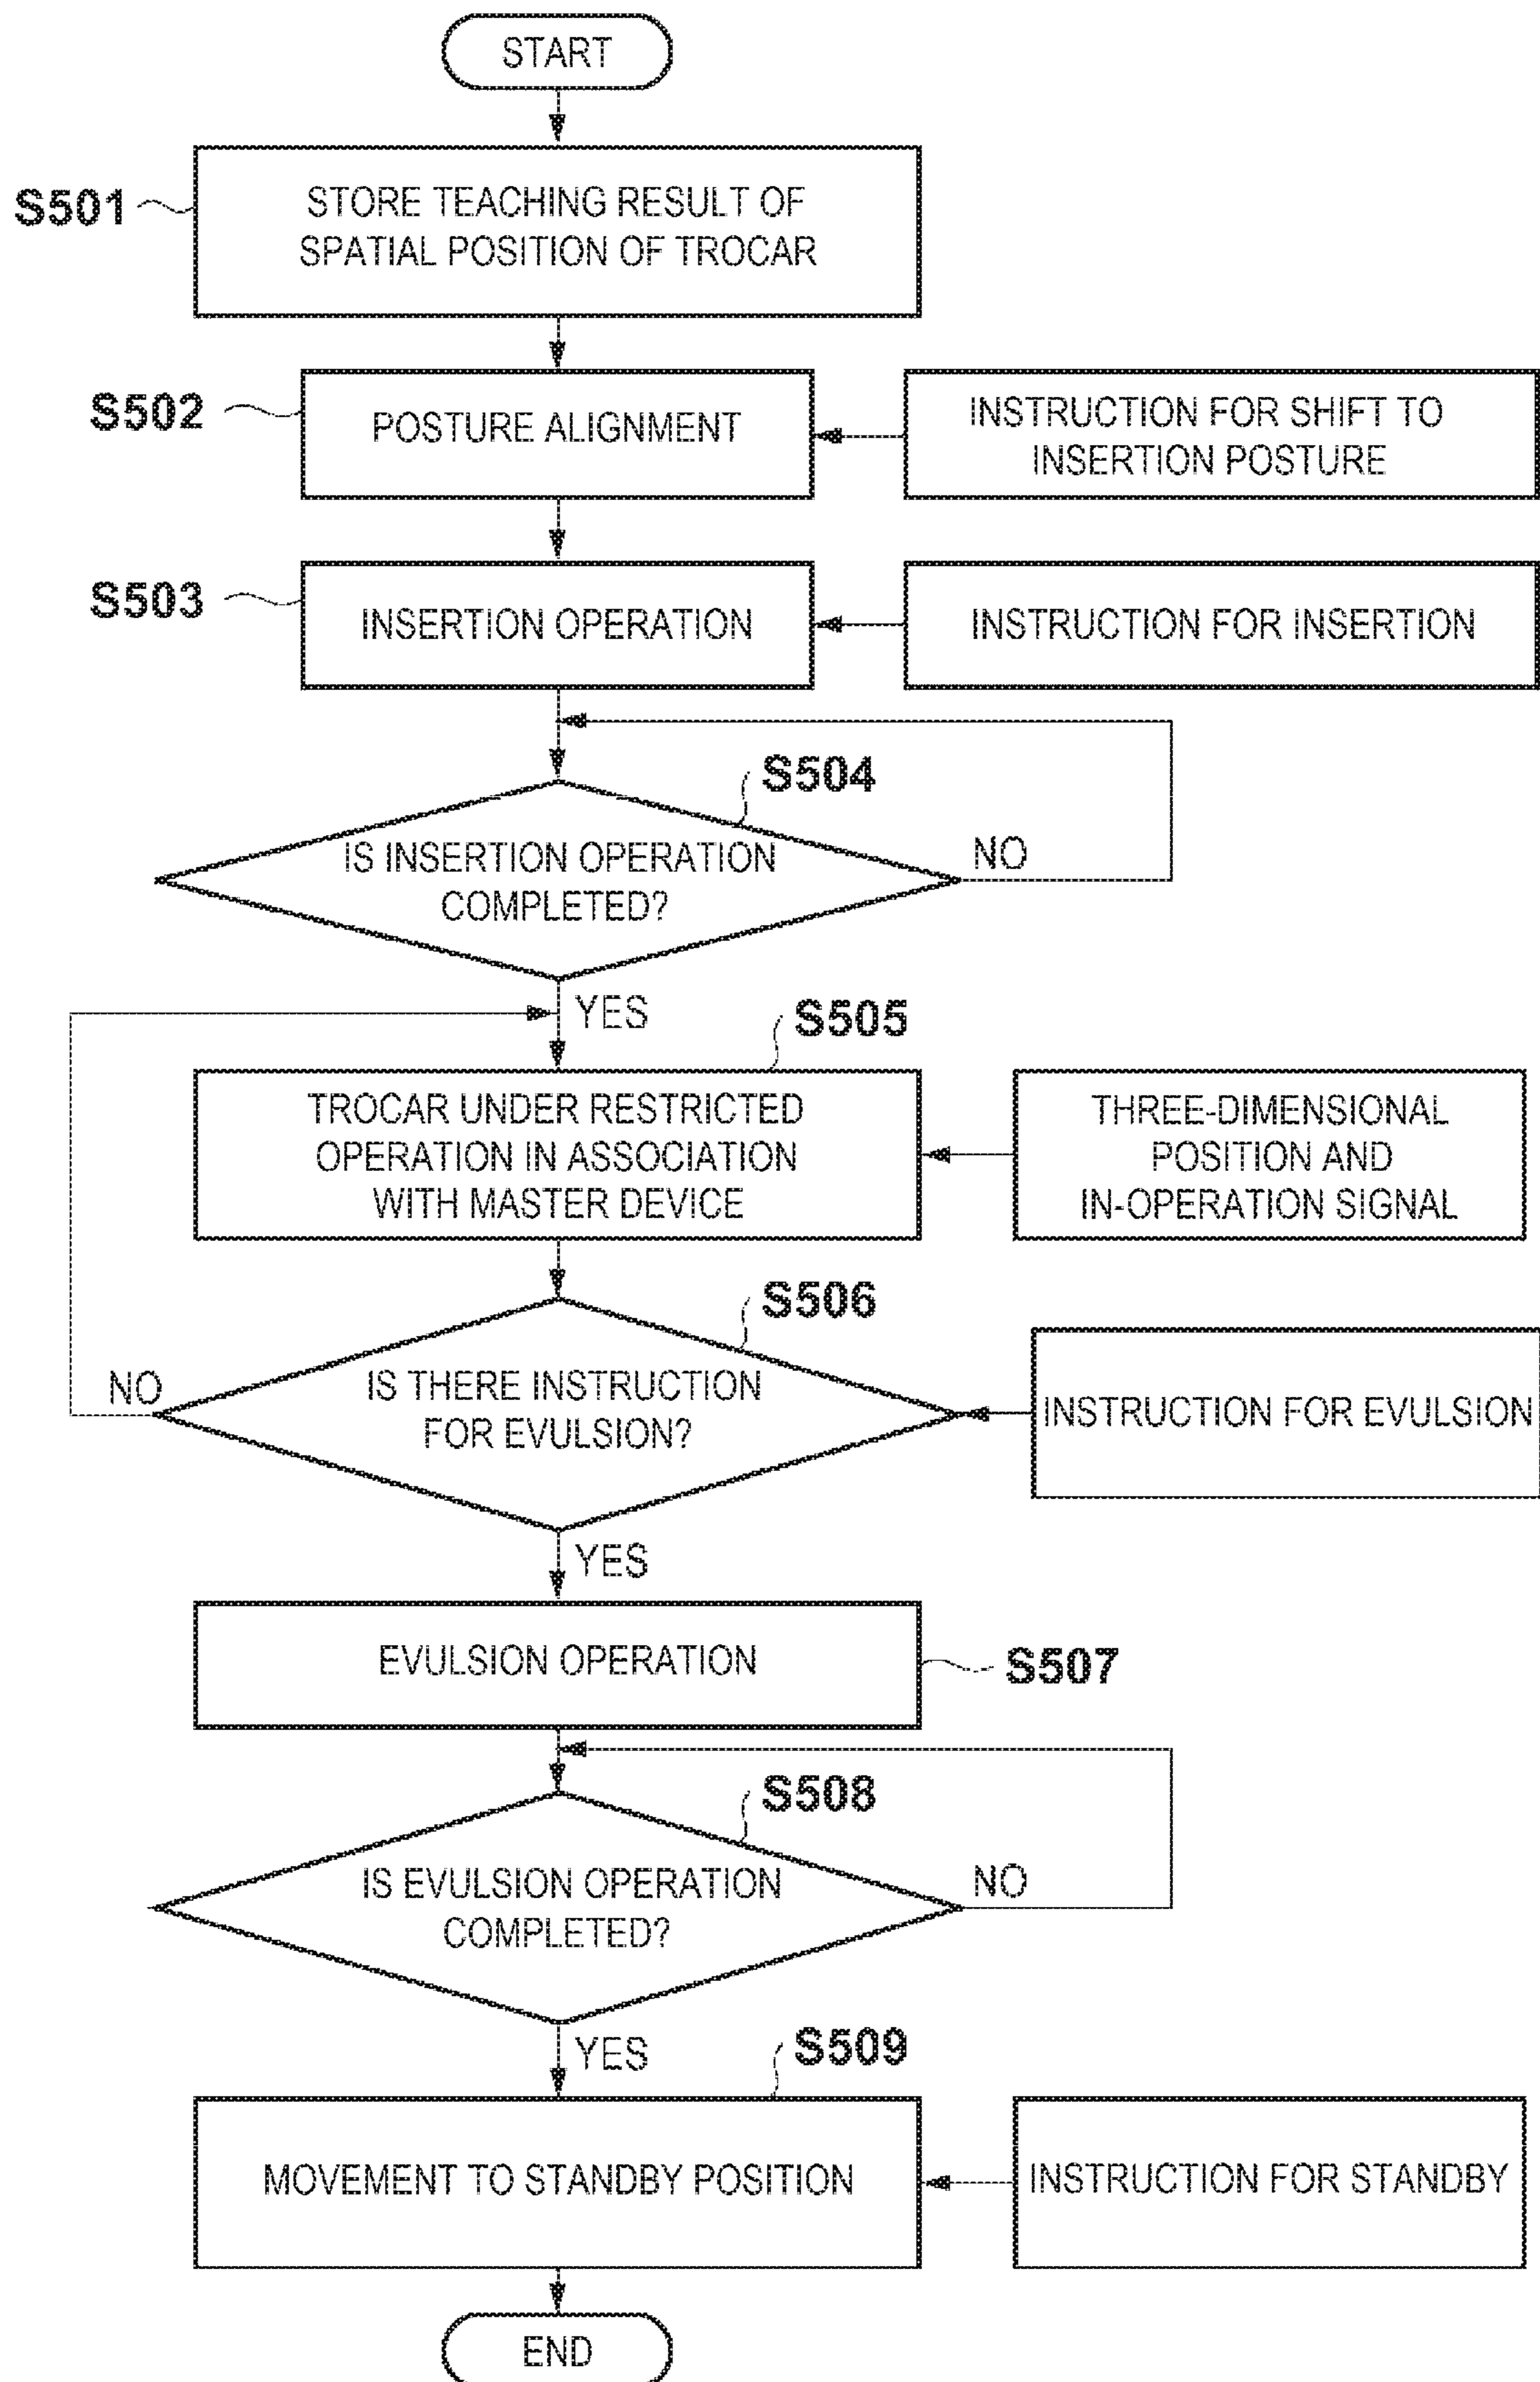 START
S501
STORE TEACHING RESULT OF
SPATIAL POSITION OF TROCAR
S502
POSTURE ALIGNMENT
INSTRUCTION FOR SHIFT TO
INSERTION POSTURE
S503
INSERTION OPERATION
INSTRUCTION FOR INSERTION
S504
IS INSERTION OPERATION
COMPLETED?
NO
YES
S505
TROCAR UNDER RESTRICTED
OPERATION IN ASSOCIATION
WITH MASTER DEVICE
THREE-DIMENSIONAL
POSITION AND
IN-OPERATION SIGNAL
S506
IS THERE INSTRUCTION
FOR EVULSION?
NO
INSTRUCTION FOR EVULSION
YES
EVULSION OPERATION
S507
S508
IS EVULSION OPERATION
COMPLETED?
NO
YES
S509
MOVEMENT TO STANDBY POSITION
INSTRUCTION FOR STANDBY
END